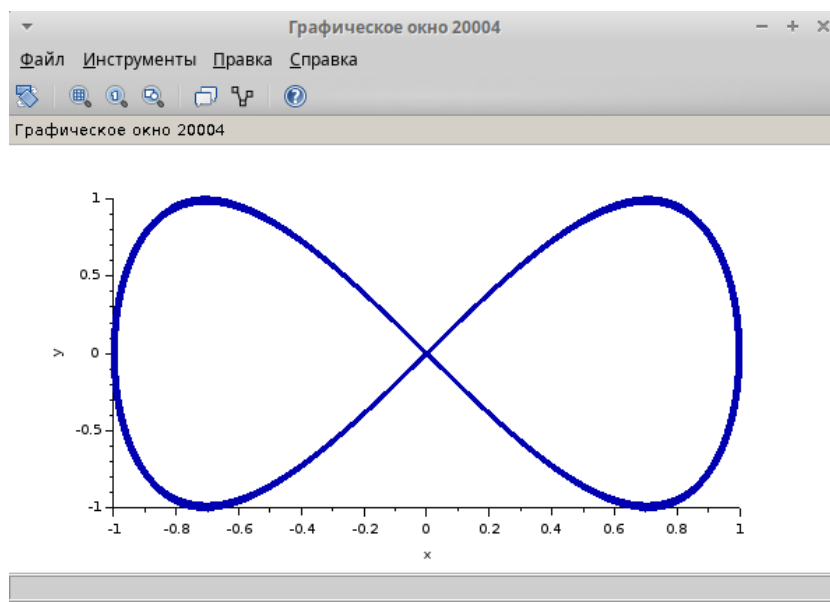 Графическое окно 20004
Файл Инструменты Правка Справка
Графическое окно 20004
1
0.5
y
0
-0.5
-1
-1 -0.8 -0.6 -0.4 -0.2 0 0.2 0.4 0.6 0.8 1
x